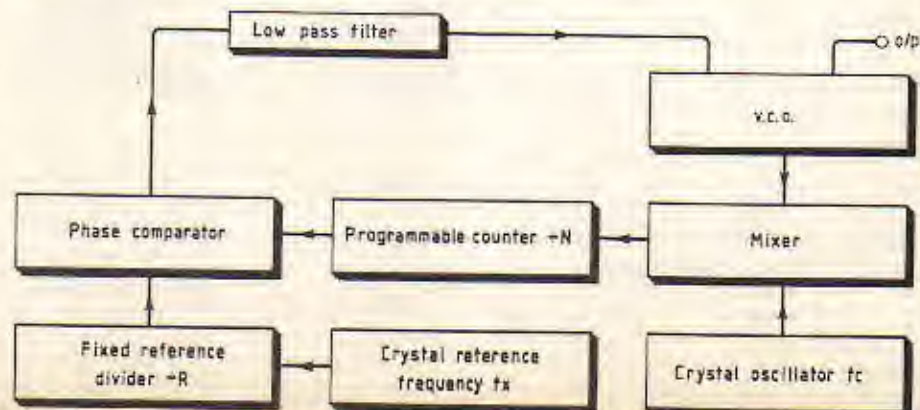 Low pass filter
o/p
v.c.o.
Phase comparator
Programmable counter ÷N
Mixer
Fixed reference
divider ÷R
Crystal reference
frequency fx
Crystal oscillator fc